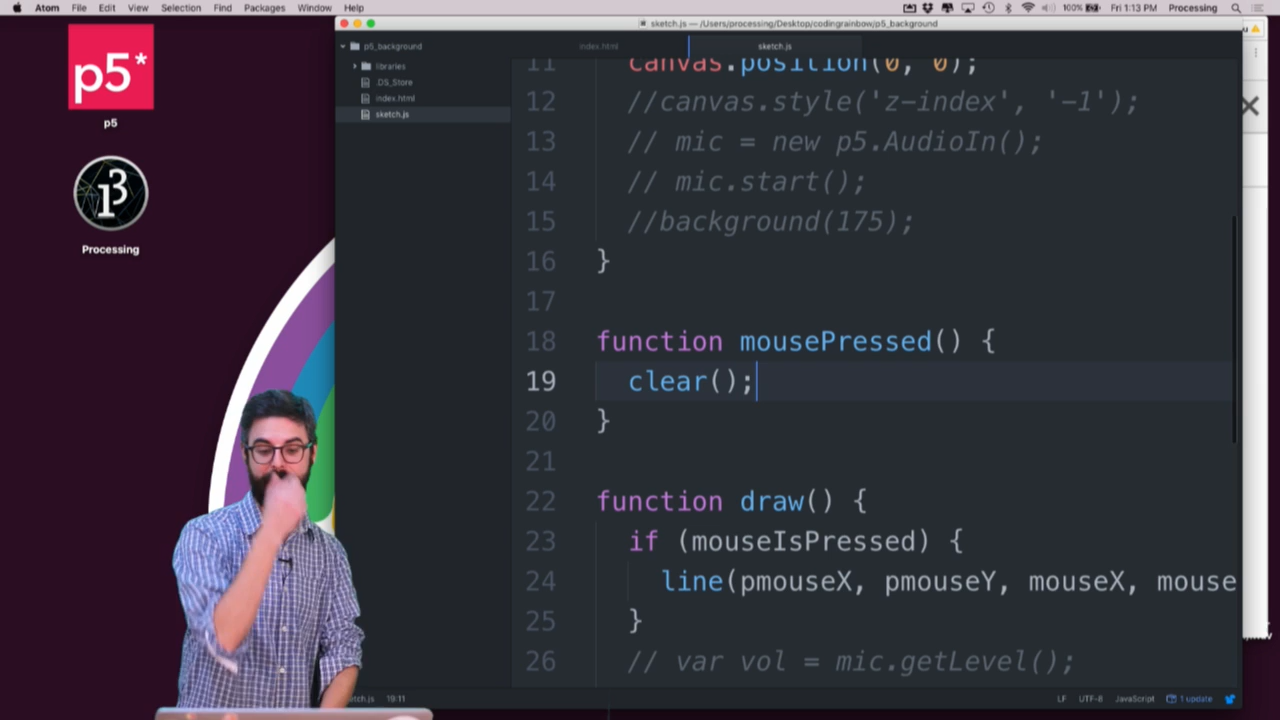 Atom File Edit View Selection Find Packages Window Help 100% Fri 1:13 PM Processing
sketch.js — /Users/processing/Desktop/codingrainbow/p5_background
p5_background
libraries
.DS_Store
index.html
sketch.js
index.html sketch.js
p5*
p5
Processing
11 canvas.position(0, 0);
12 //canvas.style('z-index', '-1');
13 // mic = new p5.AudioIn();
14 // mic.start();
15 //background(175);
16 }
17
18 function mousePressed() {
19 clear();
20 }
21
22 function draw() {
23 if (mouseIsPressed) {
24 line(pmouseX, pmouseY, mouseX, mouse
25 }
26 // var vol = mic.getLevel();
etch.js 19:11 LF UTF-8 JavaScript 1 update